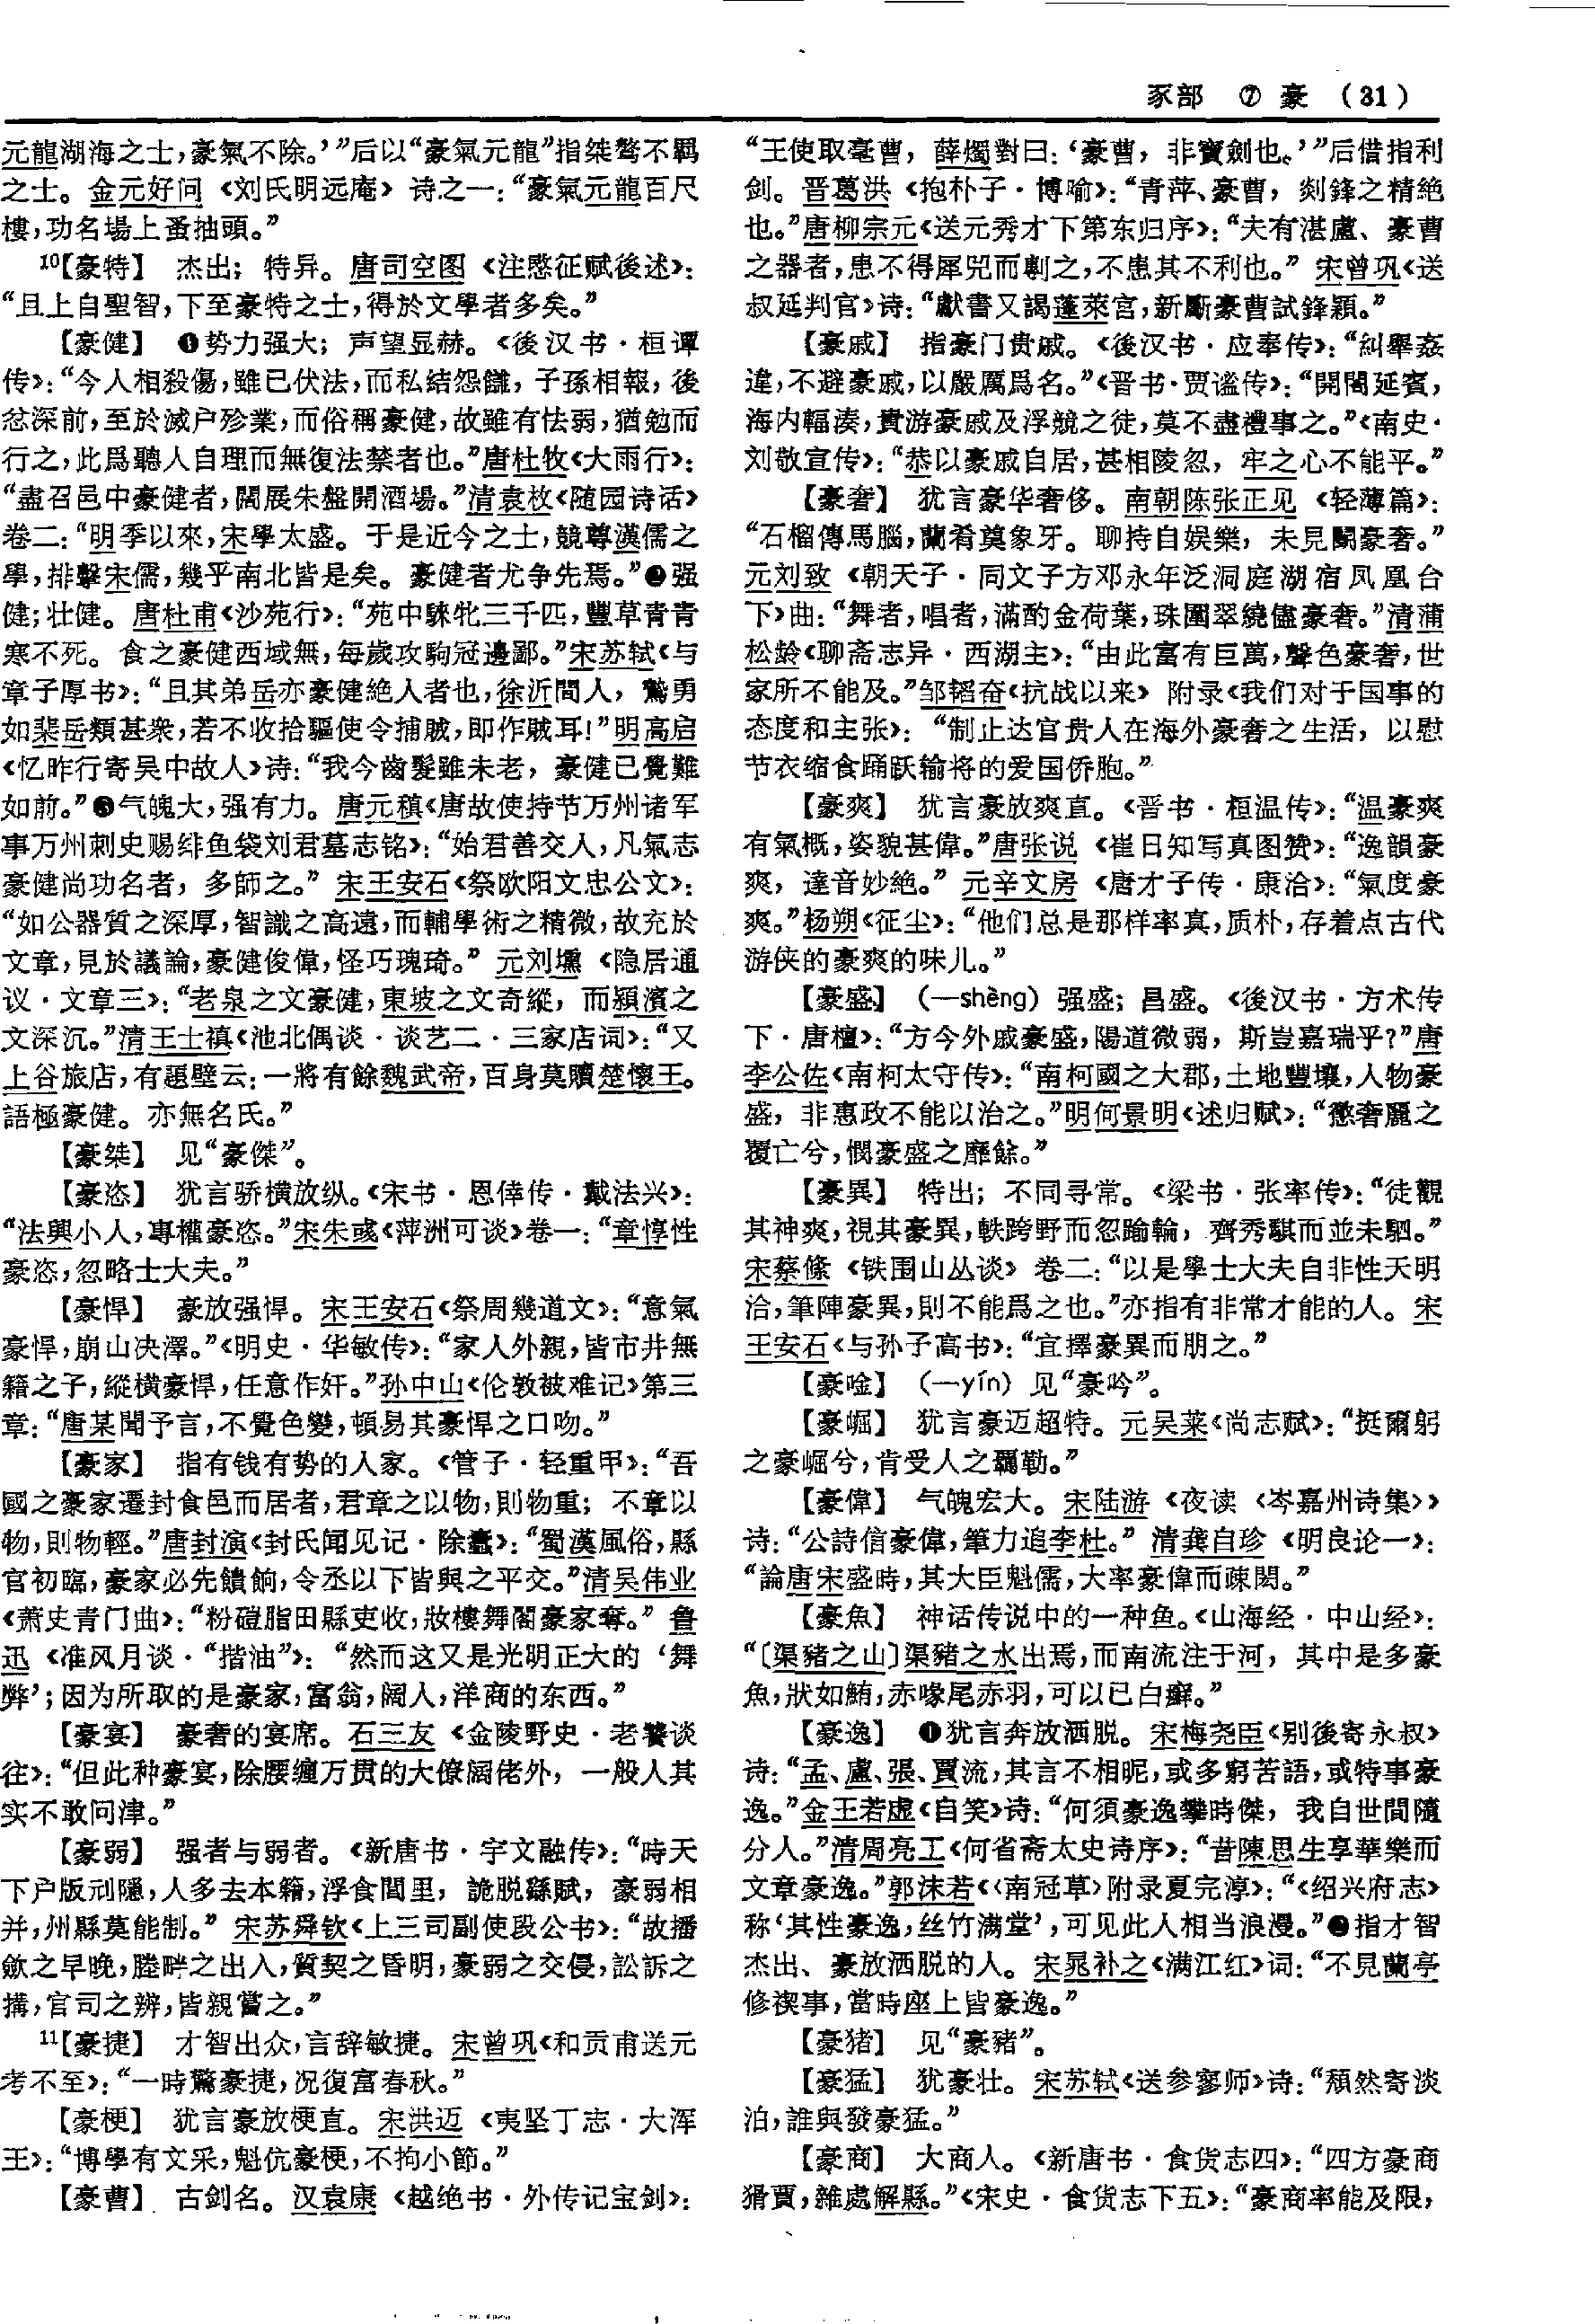 豕部 ⑦ 豪 (31)
元龍湖海之士,豪氣不除。’”后以“豪氣元龍”指桀骜不羁
之士。金元好问《刘氏明远庵》诗之一:“豪氣元龍百尺
樓,功名場上蚤抽頭。”
10【豪特】 杰出;特异。唐司空图《注愍征赋後述》:
“且上自聖智,下至豪特之士,得於文學者多矣。”
【豪健】 ❶势力强大;声望显赫。《後汉书·桓谭
传》:“今人相殺傷,雖已伏法,而私結怨讎,子孫相報,後
忿深前,至於滅户殄業,而俗稱豪健,故雖有怯弱,猶勉而
行之,此爲聽人自理而無復法禁者也。”唐杜牧《大雨行》:
“盡召邑中豪健者,闊展朱盤開酒場。”清袁枚《随园诗话》
卷二:“明季以來,宋學太盛。于是近今之士,競尊漢儒之
學,排擊宋儒,幾乎南北皆是矣。豪健者尤争先焉。”❷强
健;壮健。唐杜甫《沙苑行》:“苑中騋牝三千匹,豐草青青
寒不死。食之豪健西域無,每歲攻駒冠邊鄙。”宋苏轼《与
章子厚书》:“且其弟岳亦豪健絶人者也,徐沂間人,鷙勇
如棐岳類甚衆,若不收拾驅使令捕賊,即作賊耳!”明高启
《忆昨行寄吴中故人》诗:“我今齒髮雖未老,豪健已覺難
如前。”❸气魄大,强有力。唐元稹《唐故使持节万州诸军
事万州刺史赐绯鱼袋刘君墓志铭》:“始君善交人,凡氣志
豪健尚功名者,多師之。”宋王安石《祭欧阳文忠公文》:
“如公器質之深厚,智識之高遠,而輔學術之精微,故充於
文章,見於議論,豪健俊偉,怪巧瑰琦。”元刘壎《隐居通
议·文章三》:“老泉之文豪健,東坡之文奇縱,而潁濱之
文深沉。”清王士禛《池北偶谈·谈艺二·三家店词》:“又
上谷旅店,有題壁云:一將有餘魏武帝,百身莫贖楚懷王。
語極豪健。亦無名氏。”
【豪桀】 见“豪傑”。
【豪恣】 犹言骄横放纵。《宋书·恩倖传·戴法兴》:
“法興小人,專權豪恣。”宋朱彧《萍洲可谈》卷一:“章惇性
豪恣,忽略士大夫。”
【豪悍】 豪放强悍。宋王安石《祭周幾道文》:“意氣
豪悍,崩山决澤。”《明史·华敏传》:“家人外親,皆市井無
籍之子,縱横豪悍,任意作奸。”孙中山《伦敦被难记》第三
章:“唐某聞予言,不覺色變,頓易其豪悍之口吻。”
【豪家】 指有钱有势的人家。《管子·轻重甲》:“吾
國之豪家遷封食邑而居者,君章之以物,則物重;不章以
物,則物輕。”唐封演《封氏闻见记·除蠹》:“蜀漢風俗,縣
官初臨,豪家必先饋餉,令丞以下皆與之平交。”清吴伟业
《萧史青门曲》:“粉磑脂田縣吏收,妝樓舞閣豪家奪。”鲁
迅《准风月谈·“揩油”》:“然而这又是光明正大的‘舞
弊’;因为所取的是豪家,富翁,阔人,洋商的东西。”
【豪宴】 豪奢的宴席。石三友《金陵野史·老饕谈
往》:“但此种豪宴,除腰缠万贯的大僚阔佬外,一般人其
实不敢问津。”
【豪弱】 强者与弱者。《新唐书·宇文融传》:“時天
下户版刓隱,人多去本籍,浮食閭里,詭脱繇賦,豪弱相
并,州縣莫能制。”宋苏舜钦《上三司副使段公书》:“故播
斂之早晚,塍畔之出入,質契之昏明,豪弱之交侵,訟訴之
搆,官司之辨,皆親嘗之。”
11【豪捷】 才智出众,言辞敏捷。宋曾巩《和贡甫送元
考不至》:“一時驚豪捷,况復富春秋。”
【豪梗】 犹言豪放梗直。宋洪迈《夷坚丁志·大浑
王》:“博學有文采,魁伉豪梗,不拘小節。”
【豪曹】 古剑名。汉袁康《越绝书·外传记宝剑》:
“王使取毫曹,薛燭對曰:‘豪曹,非寶劍也。’”后借指利
剑。晋葛洪《抱朴子·博喻》:“青萍、豪曹,剡鋒之精絶
也。”唐柳宗元《送元秀才下第东归序》:“夫有湛盧、豪曹
之器者,患不得犀兕而剸之,不患其不利也。”宋曾巩《送
叔延判官》诗:“獻書又謁蓬萊宫,新斸豪曹試鋒穎。”
【豪戚】 指豪门贵戚。《後汉书·应奉传》:“糾舉姦
違,不避豪戚,以嚴厲爲名。”《晋书·贾谧传》:“開閤延賓,
海内輻湊,貴游豪戚及浮競之徒,莫不盡禮事之。”《南史·
刘敬宣传》:“恭以豪戚自居,甚相陵忽,牢之心不能平。”
【豪奢】 犹言豪华奢侈。南朝陈张正见《轻薄篇》:
“石榴傳馬腦,蘭肴奠象牙。聊持自娱樂,未見鬭豪奢。”
元刘致《朝天子·同文子方邓永年泛洞庭湖宿凤凰台
下》曲:“舞者,唱者,滿酌金荷葉,珠圍翠繞儘豪奢。”清蒲
松龄《聊斋志异·西湖主》:“由此富有巨萬,聲色豪奢,世
家所不能及。”邹韬奋《抗战以来》附录《我们对于国事的
态度和主张》:“制止达官贵人在海外豪奢之生活,以慰
节衣缩食踊跃输将的爱国侨胞。”
【豪爽】 犹言豪放爽直。《晋书·桓温传》:“温豪爽
有氣概,姿貌甚偉。”唐张说《崔日知写真图赞》:“逸韻豪
爽,達音妙絶。”元辛文房《唐才子传·康洽》:“氣度豪
爽。”杨朔《征尘》:“他们总是那样率真,质朴,存着点古代
游侠的豪爽的味儿。”
【豪盛】 (—shèng) 强盛;昌盛。《後汉书·方术传
下·唐檀》:“方今外戚豪盛,陽道微弱,斯豈嘉瑞乎?”唐
李公佐《南柯太守传》:“南柯國之大郡,土地豐壤,人物豪
盛,非惠政不能以治之。”明何景明《述归赋》:“懲奢麗之
覆亡兮,憫豪盛之靡餘。”
【豪異】 特出;不同寻常。《梁书·张率传》:“徒觀
其神爽,視其豪異,軼跨野而忽踰輪,齊秀騏而並末駟。”
宋蔡絛《铁围山丛谈》卷二:“以是學士大夫自非性天明
洽,筆陣豪異,則不能爲之也。”亦指有非常才能的人。宋
王安石《与孙子高书》:“宜擇豪異而朋之。”
【豪唫】 (—yín) 见“豪吟”。
【豪崛】 犹言豪迈超特。元吴莱《尚志赋》:“挺爾躬
之豪崛兮,肯受人之羈勒。”
【豪偉】 气魄宏大。宋陆游《夜读《岑嘉州诗集》》
诗:“公詩信豪偉,筆力追李杜。”清龚自珍《明良论一》:
“論唐宋盛時,其大臣魁儒,大率豪偉而疎閎。”
【豪魚】 神话传说中的一种鱼。《山海经·中山经》:
“〔渠豬之山〕渠豬之水出焉,而南流注于河,其中是多豪
魚,狀如鮪,赤喙尾赤羽,可以已白癬。”
【豪逸】 ❶犹言奔放洒脱。宋梅尧臣《别後寄永叔》
诗:“孟、盧、張、賈流,其言不相昵,或多窮苦語,或特事豪
逸。”金王若虚《自笑》诗:“何須豪逸攀時傑,我自世間隨
分人。”清周亮工《何省斋太史诗序》:“昔陳思生享華樂而
文章豪逸。”郭沫若《〈南冠草〉附录夏完淳》:“《绍兴府志》
称‘其性豪逸,丝竹满堂’,可见此人相当浪漫。”❷指才智
杰出、豪放洒脱的人。宋晁补之《满江红》词:“不見蘭亭
修禊事,當時座上皆豪逸。”
【豪猪】 见“豪豬”。
【豪猛】 犹豪壮。宋苏轼《送参寥师》诗:“頽然寄淡
泊,誰與發豪猛。”
【豪商】 大商人。《新唐书·食货志四》:“四方豪商
猾賈,雜處解縣。”《宋史·食货志下五》:“豪商率能及限,